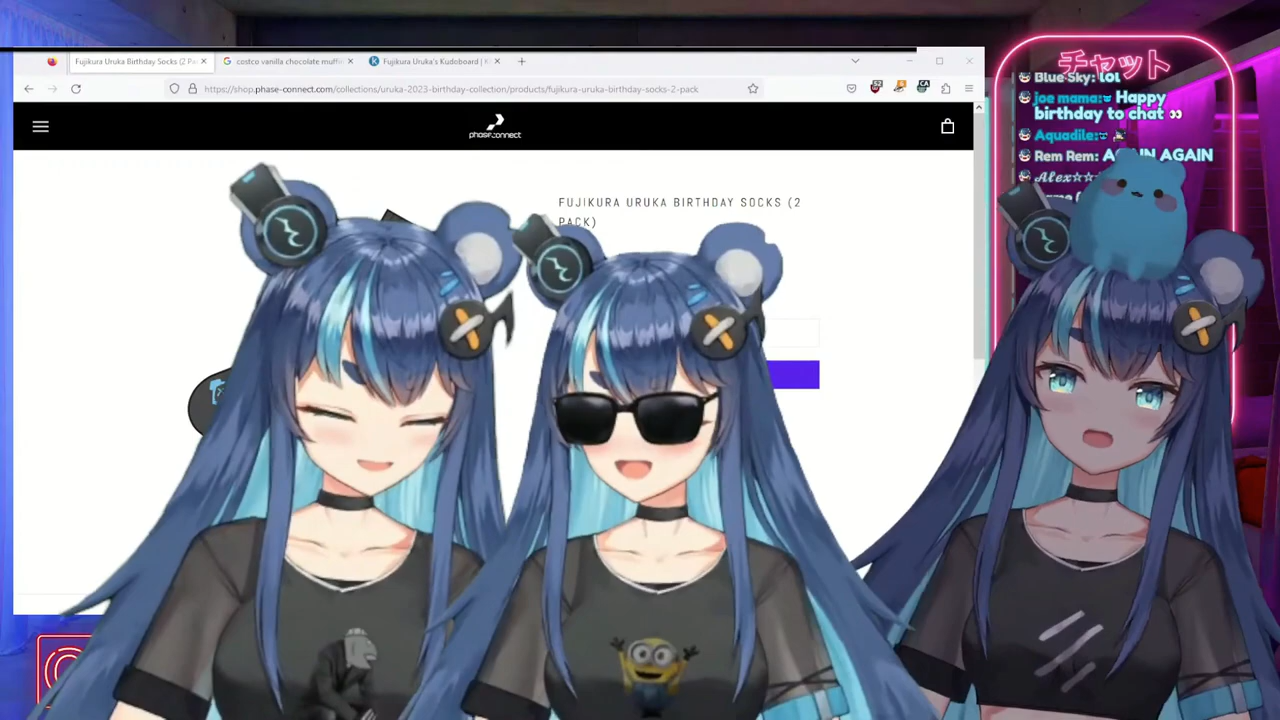 Fujikura Uruka Birthday Socks (2 Pa
costco vanilla chocolate muffi
Fujikura Uruka's Kudoboard |
https://shop.phase-connect.com/collections/uruka-2023-birthday-collection/products/fujikura-uruka-birthday-socks-2-pack
phase connect
FUJIKURA URUKA BIRTHDAY SOCKS (2
PACK)
チャット
Blue Sky: lol
joe mama: Happy
birthday to chat
Aquadile:
Rem Rem: AGAIN AGAIN
𝓐𝓵𝓮𝔁☆☆